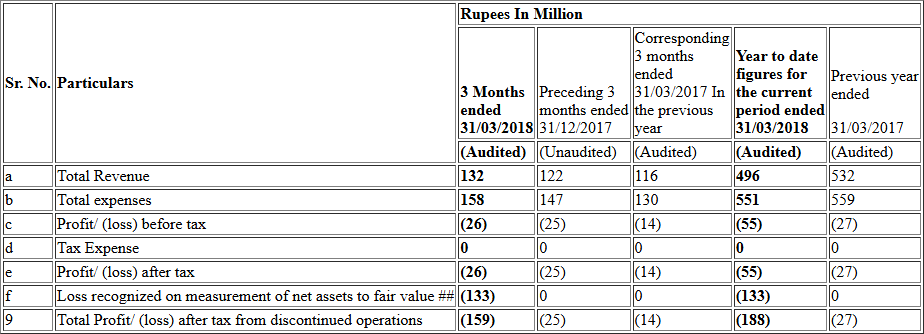 Sr. No. Particulars Rupees In Million
3 Months ended 31/03/2018 Preceding 3 months ended 31/12/2017 Corresponding 3 months ended 31/03/2017 In the previous year Year to date figures for the current period ended 31/03/2018 Previous year ended 31/03/2017
(Audited) (Unaudited) (Audited) (Audited) (Audited)
a Total Revenue 132 122 116 496 532
b Total expenses 158 147 130 551 559
c Profit/ (loss) before tax (26) (25) (14) (55) (27)
d Tax Expense 0 0 0 0 0
e Profit/ (loss) after tax (26) (25) (14) (55) (27)
f Loss recognized on measurement of net assets to fair value ## (133) 0 0 (133) 0
9 Total Profit/ (loss) after tax from discontinued operations (159) (25) (14) (188) (27)